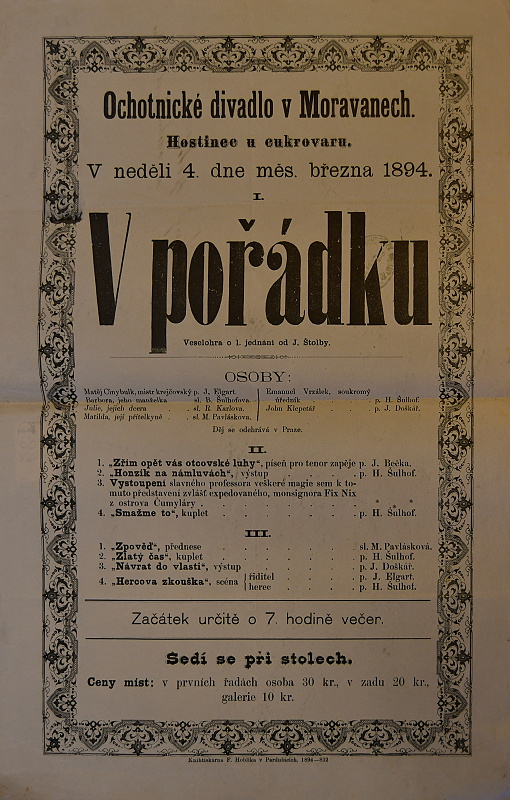 Ochotnické divadlo v Moravanech.
Hostinec u cukrovaru.
V neděli 4. dne měs. března 1894.
I.
V pořádku
Veselohra o 1. jednání od J. Štolby.
OSOBY:
Matěj Cmybulík, mistr krejčovský p. J. Elgart.
Barbora, jeho manželka . sl. B. Šulhofova.
Julie, jejich dcera . . sl. R. Karlova.
Matilda, její přítelkyně . sl. M. Pavláskova.
Emanuel Vrzálek, soukromý
úředník . . . . p. H. Šulhof.
John Klepetář . . . . p. J. Doškář.
Děj se odehrává v Praze.
II.
1. „Zřím opět vás otcovské luhy“, píseň pro tenor zapěje p. J. Bečka.
2. „Honzík na námluvách“, výstup . . . . p. H. Šulhof.
3. Vystoupení slavného professora veškeré magie sem k to-
muto představení zvlášť expedovaného, monsignora Fix Nix
z ostrova Čumyláry . . . . . . * * *
4. „Smažme to“, kuplet . . . . . . p. H. Šulhof.
III.
1. „Zpověď“, přednese . . . . . sl. M. Pavlásková.
2. „Zlatý čas“, kuplet . . . . . p. H Šulhof.
3. „Návrat do vlasti“, výstup . . . . p. J. Doškář.
4. „Hercova zkouška“, scéna { řiditel . . . . p. J. Elgart.
herec . . . . p. H. Šulhof.
Začátek určitě o 7. hodině večer.
Sedí se při stolech.
Ceny míst: v prvních řadách osoba 30 kr., v zadu 20 kr.,
galerie 10 kr.
Knihtiskárna F. Hoblíka v Pardubicích, 1894—832